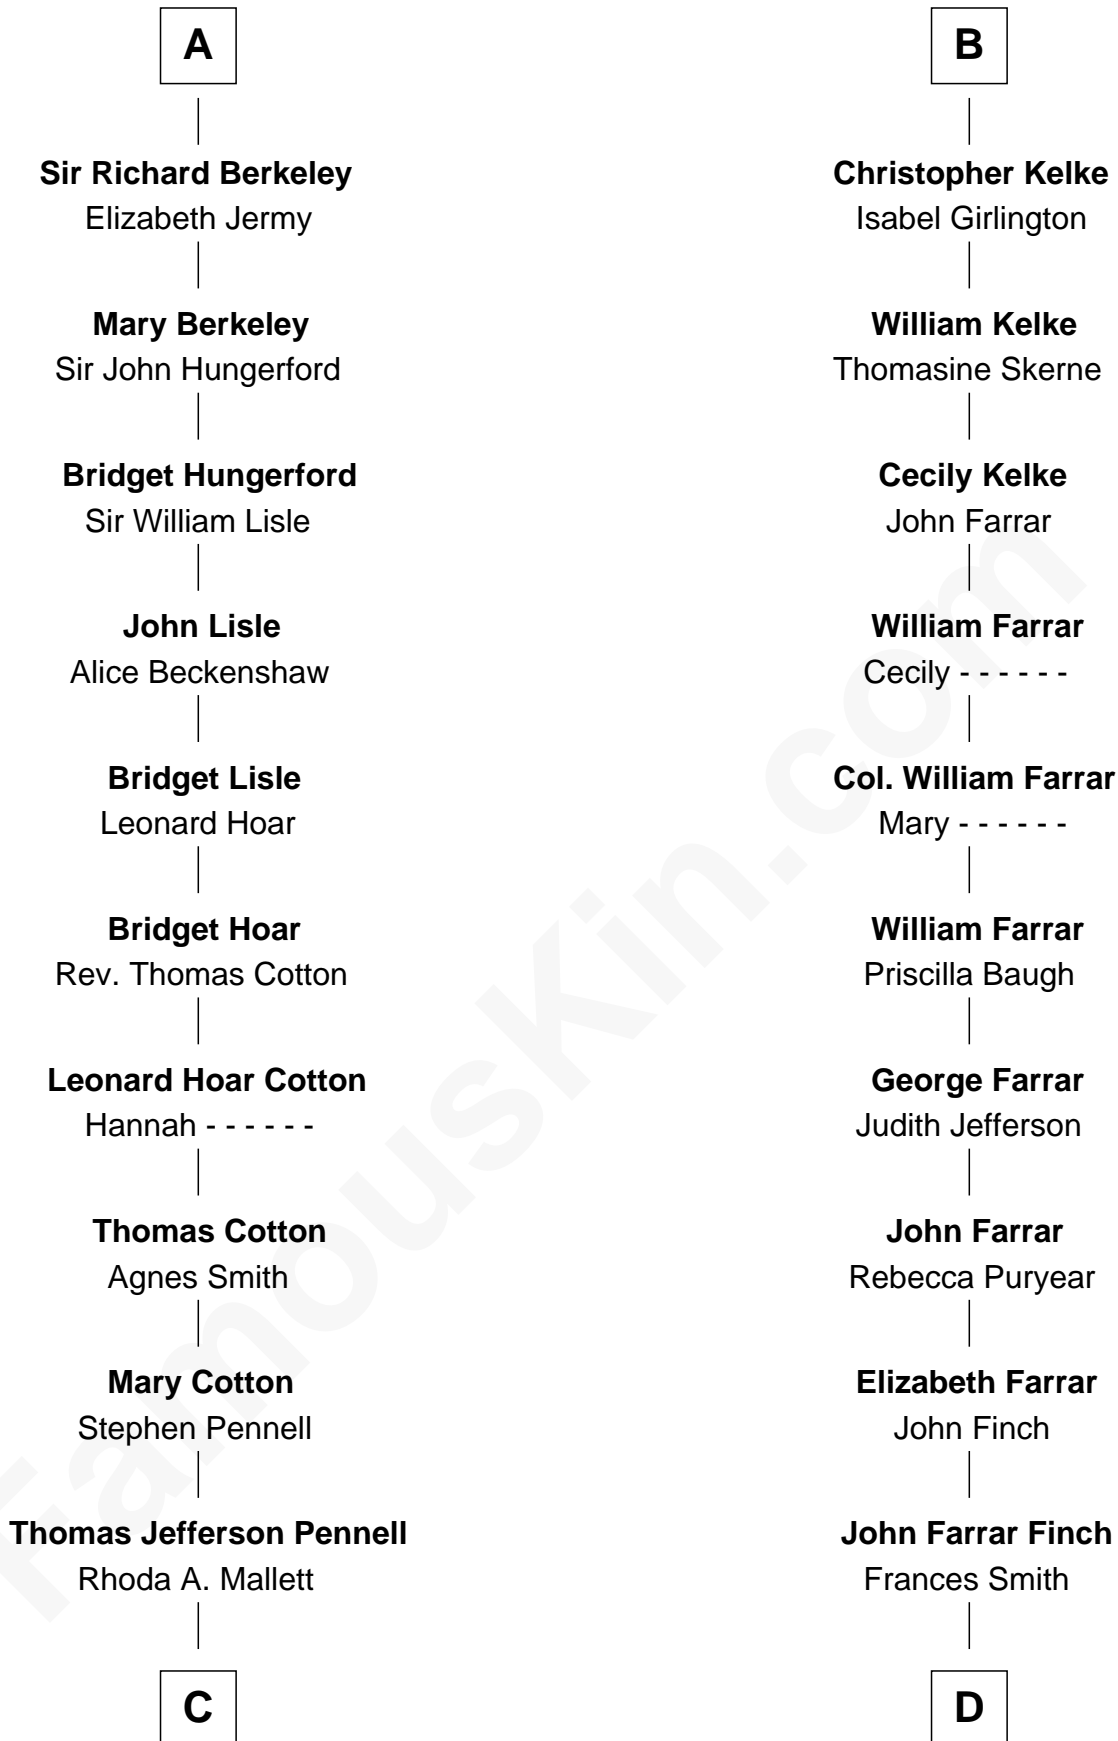 A
Sir Richard Berkeley
Elizabeth Jermy
Mary Berkeley
Sir John Hungerford
Bridget Hungerford
Sir William Lisle
John Lisle
Alice Beckenshaw
Bridget Lisle
Leonard Hoar
Bridget Hoar
Rev. Thomas Cotton
Leonard Hoar Cotton
Hannah - - - - - -
Thomas Cotton
Agnes Smith
Mary Cotton
Stephen Pennell
Thomas Jefferson Pennell
Rhoda A. Mallett
C
B
Christopher Kelke
Isabel Girlington
William Kelke
Thomasine Skerne
Cecily Kelke
John Farrar
William Farrar
Cecily - - - - - -
Col. William Farrar
Mary - - - - - -
William Farrar
Priscilla Baugh
George Farrar
Judith Jefferson
John Farrar
Rebecca Puryear
Elizabeth Farrar
John Finch
John Farrar Finch
Frances Smith
D
FamousKin.com